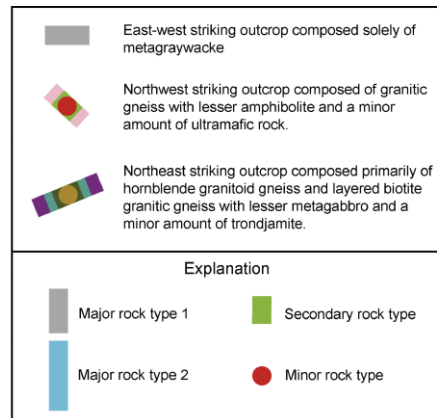 East-west striking outcrop composed solely of
metagraywacke
Northwest striking outcrop composed of granitic
gneiss with lesser amphibolite and a minor
amount of ultramafic rock.
Northeast striking outcrop composed primarily of
hornblende granitoid gneiss and layered biotite
granitic gneiss with lesser metagabbro and a
minor amount of trondjamite.
Explanation
Major rock type 1
Secondary rock type
Major rock type 2
Minor rock type